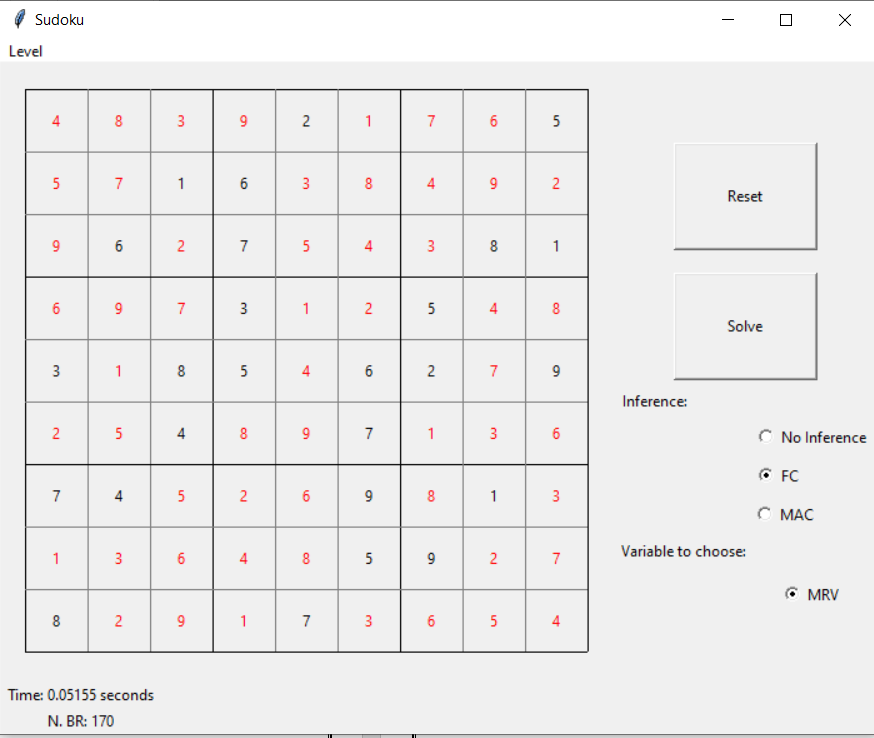 Sudoku
Level
4 8 3 9 2 1 7 6 5
5 7 1 6 3 8 4 9 2
9 6 2 7 5 4 3 8 1
6 9 7 3 1 2 5 4 8
3 1 8 5 4 6 2 7 9
2 5 4 8 9 7 1 3 6
7 4 5 2 6 9 8 1 3
1 3 6 4 8 5 9 2 7
8 2 9 1 7 3 6 5 4
Reset
Solve
Inference:
No Inference
FC
MAC
Variable to choose:
MRV
Time: 0.05155 seconds
N. BR: 170